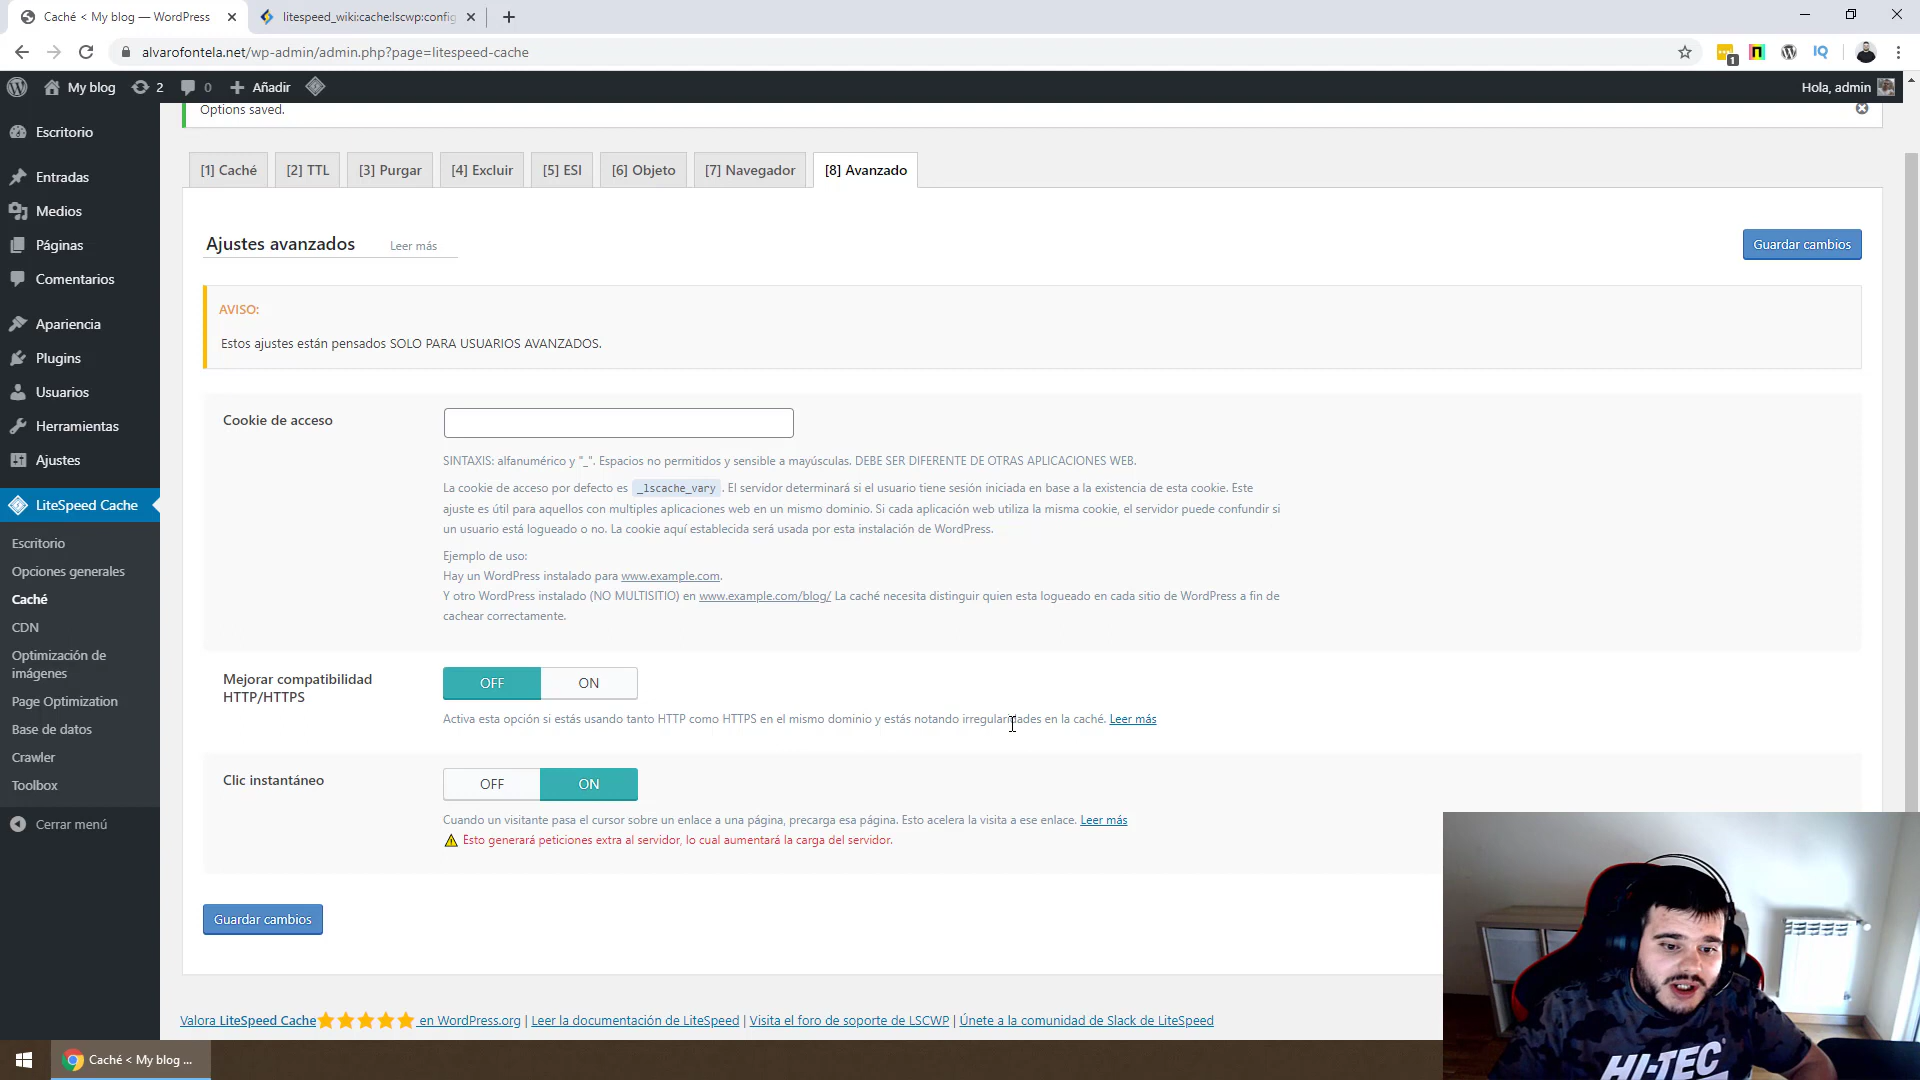 Caché < My blog — WordPress
litespeed_wiki:cache:lscwp:config
alvarofontela.net/wp-admin/admin.php?page=litespeed-cache
1
IQ
My blog
2
0
Añadir
Hola, admin
Options saved.
Escritorio
Entradas
Medios
Páginas
Comentarios
Apariencia
Plugins
Usuarios
Herramientas
Ajustes
LiteSpeed Cache
Escritorio
Opciones generales
Caché
CDN
Optimización de
imágenes
Page Optimization
Base de datos
Crawler
Toolbox
Cerrar menú
[1] Caché
[2] TTL
[3] Purgar
[4] Excluir
[5] ESI
[6] Objeto
[7] Navegador
[8] Avanzado
Ajustes avanzados
Leer más
Guardar cambios
AVISO:
Estos ajustes están pensados SOLO PARA USUARIOS AVANZADOS.
Cookie de acceso
SINTAXIS: alfanumérico y "_". Espacios no permitidos y sensible a mayúsculas. DEBE SER DIFERENTE DE OTRAS APLICACIONES WEB.
La cookie de acceso por defecto es _lscache_vary . El servidor determinará si el usuario tiene sesión iniciada en base a la existencia de esta cookie. Este
ajuste es útil para aquellos con multiples aplicaciones web en un mismo dominio. Si cada aplicación web utiliza la misma cookie, el servidor puede confundir si
un usuario está logueado o no. La cookie aquí establecida será usada por esta instalación de WordPress.
Ejemplo de uso:
Hay un WordPress instalado para www.example.com.
Y otro WordPress instalado (NO MULTISITIO) en www.example.com/blog/ La caché necesita distinguir quien esta logueado en cada sitio de WordPress a fin de
cachear correctamente.
Mejorar compatibilidad
HTTP/HTTPS
OFF
ON
Activa esta opción si estás usando tanto HTTP como HTTPS en el mismo dominio y estás notando irregularidades en la caché. Leer más
Clic instantáneo
OFF
ON
Cuando un visitante pasa el cursor sobre un enlace a una página, precarga esa página. Esto acelera la visita a ese enlace. Leer más
Esto generará peticiones extra al servidor, lo cual aumentará la carga del servidor.
Guardar cambios
Valora LiteSpeed Cache en WordPress.org | Leer la documentación de LiteSpeed | Visita el foro de soporte de LSCWP | Únete a la comunidad de Slack de LiteSpeed
Caché < My blog ...
HI-TEC